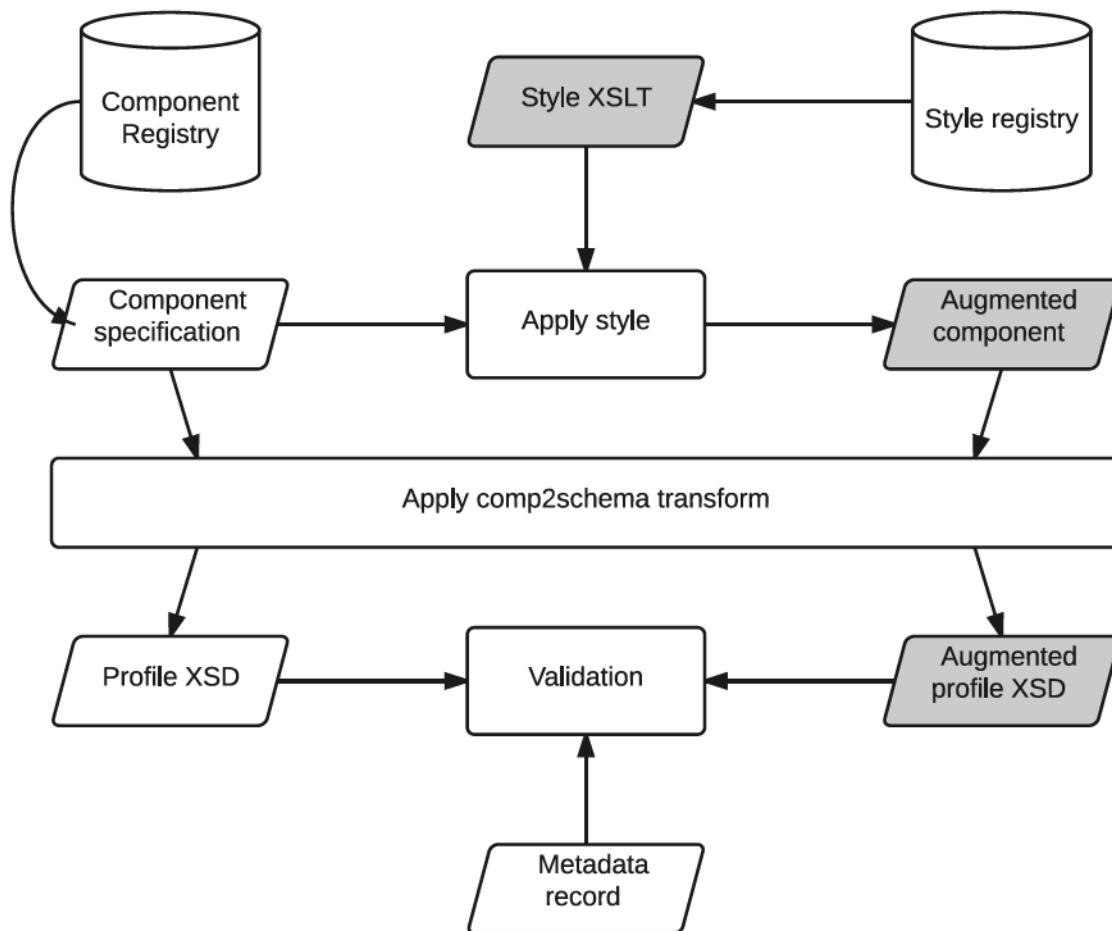 Component
Registry
Style XSLT
Style registry
Component
specification
Apply style
Augmented
component
Apply comp2schema transform
Profile XSD
Validation
Augmented
profile XSD
Metadata
record